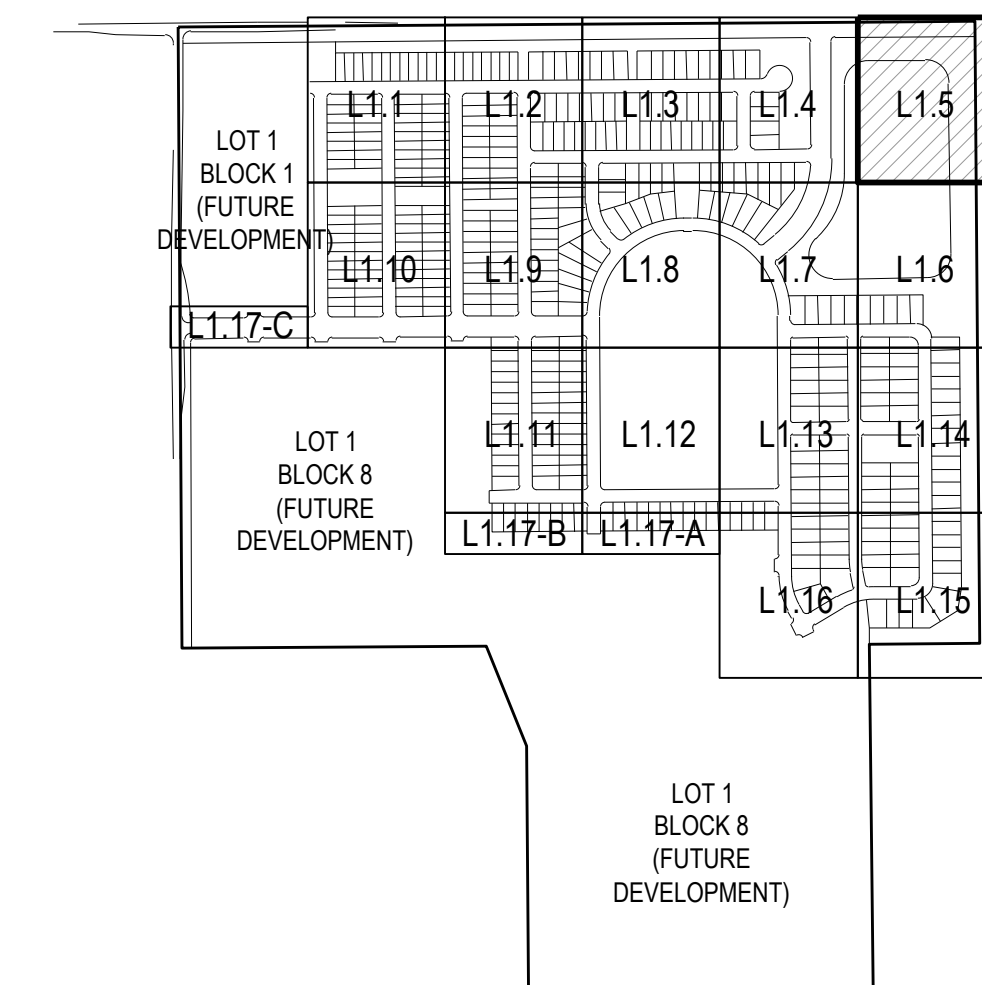 L1.1
L1.2
L1.3
L1.4
L1.5
LOT 1
BLOCK 1
(FUTURE
DEVELOPMENT)
L1.10
L1.9
L1.8
L1.7
L1.6
L1.17-C
L1.11
L1.12
L1.13
L1.14
LOT 1
BLOCK 8
(FUTURE
DEVELOPMENT)
L1.17-B
L1.17-A
L1.16
L1.15
LOT 1
BLOCK 8
(FUTURE
DEVELOPMENT)